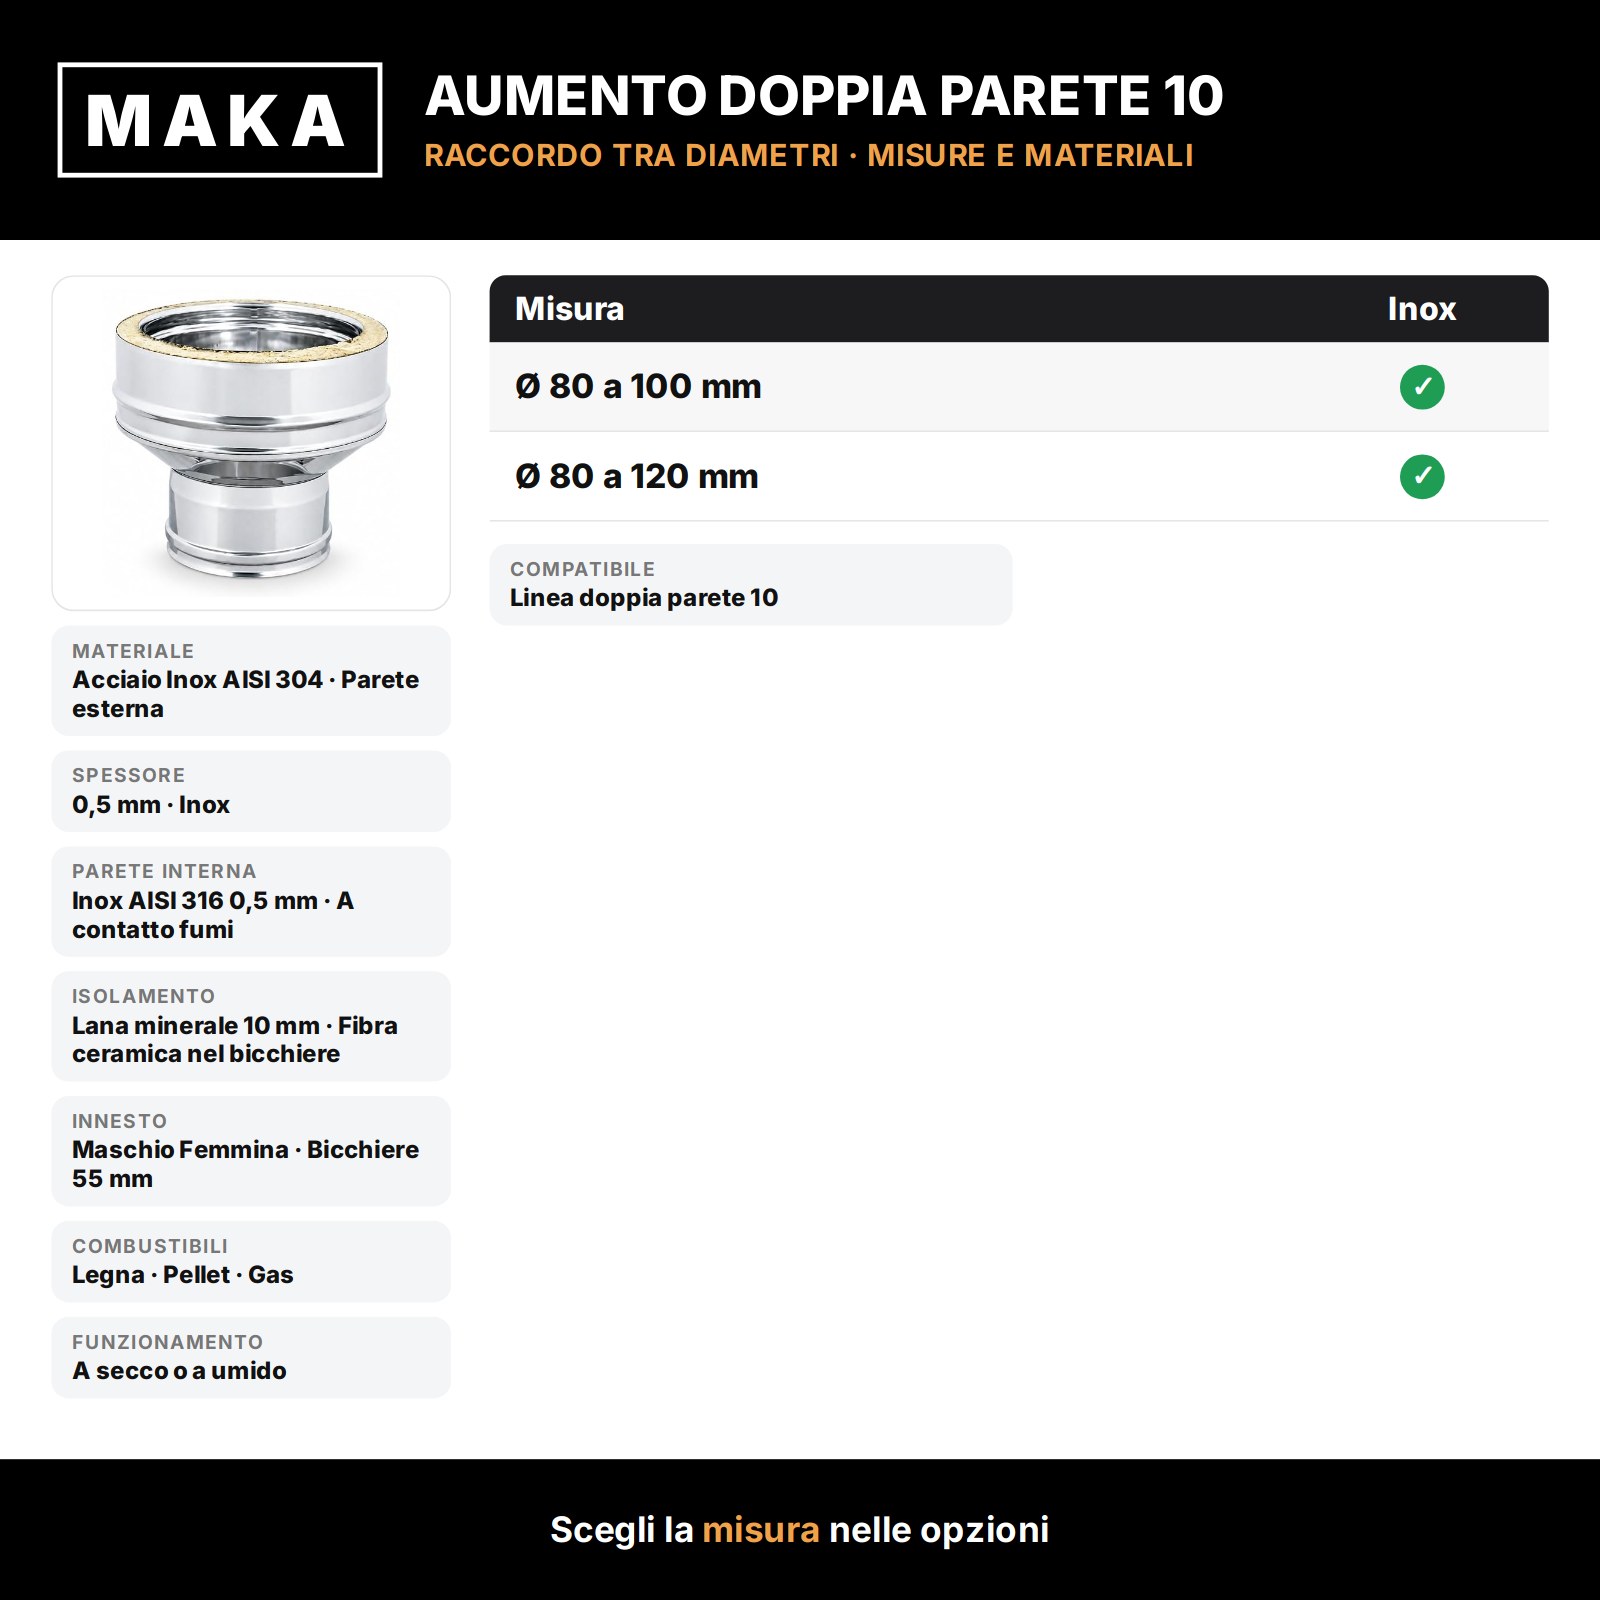 MAKA
AUMENTO DOPPIA PARETE 10
RACCORDO TRA DIAMETRI · MISURE E MATERIALI
Misura Inox
Ø 80 a 100 mm ✓
Ø 80 a 120 mm ✓
COMPATIBILE
Linea doppia parete 10
MATERIALE
Acciaio Inox AISI 304 · Parete
esterna
SPESSORE
0,5 mm · Inox
PARETE INTERNA
Inox AISI 316 0,5 mm · A
contatto fumi
ISOLAMENTO
Lana minerale 10 mm · Fibra
ceramica nel bicchiere
INNESTO
Maschio Femmina · Bicchiere
55 mm
COMBUSTIBILI
Legna · Pellet · Gas
FUNZIONAMENTO
A secco o a umido
Scegli la misura nelle opzioni